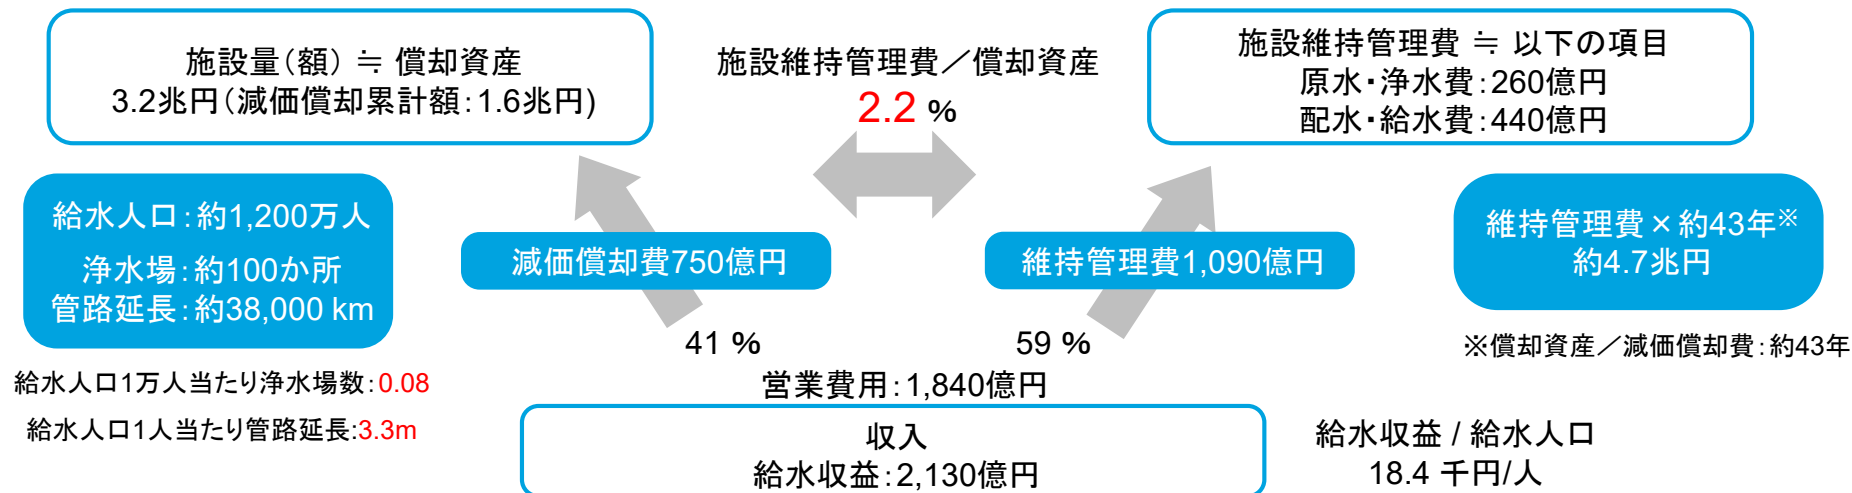 施設量（額） ≒ 償却資産
3.2兆円（減価償却累計額：1.6兆円）
施設維持管理費／償却資産
2.2 %
施設維持管理費 ≒ 以下の項目
原水・浄水費：260億円
配水・給水費：440億円
給水人口：約1,200万人
浄水場：約100か所
管路延長：約38,000 km
減価償却費750億円
維持管理費1,090億円
維持管理費 × 約43年※
約4.7兆円
41 %
59 %
※償却資産／減価償却費：約43年
給水人口1万人当たり浄水場数：0.08
給水人口1人当たり管路延長:3.3m
営業費用：1,840億円
収入
給水収益：2,130億円
給水収益 / 給水人口
18.4 千円/人